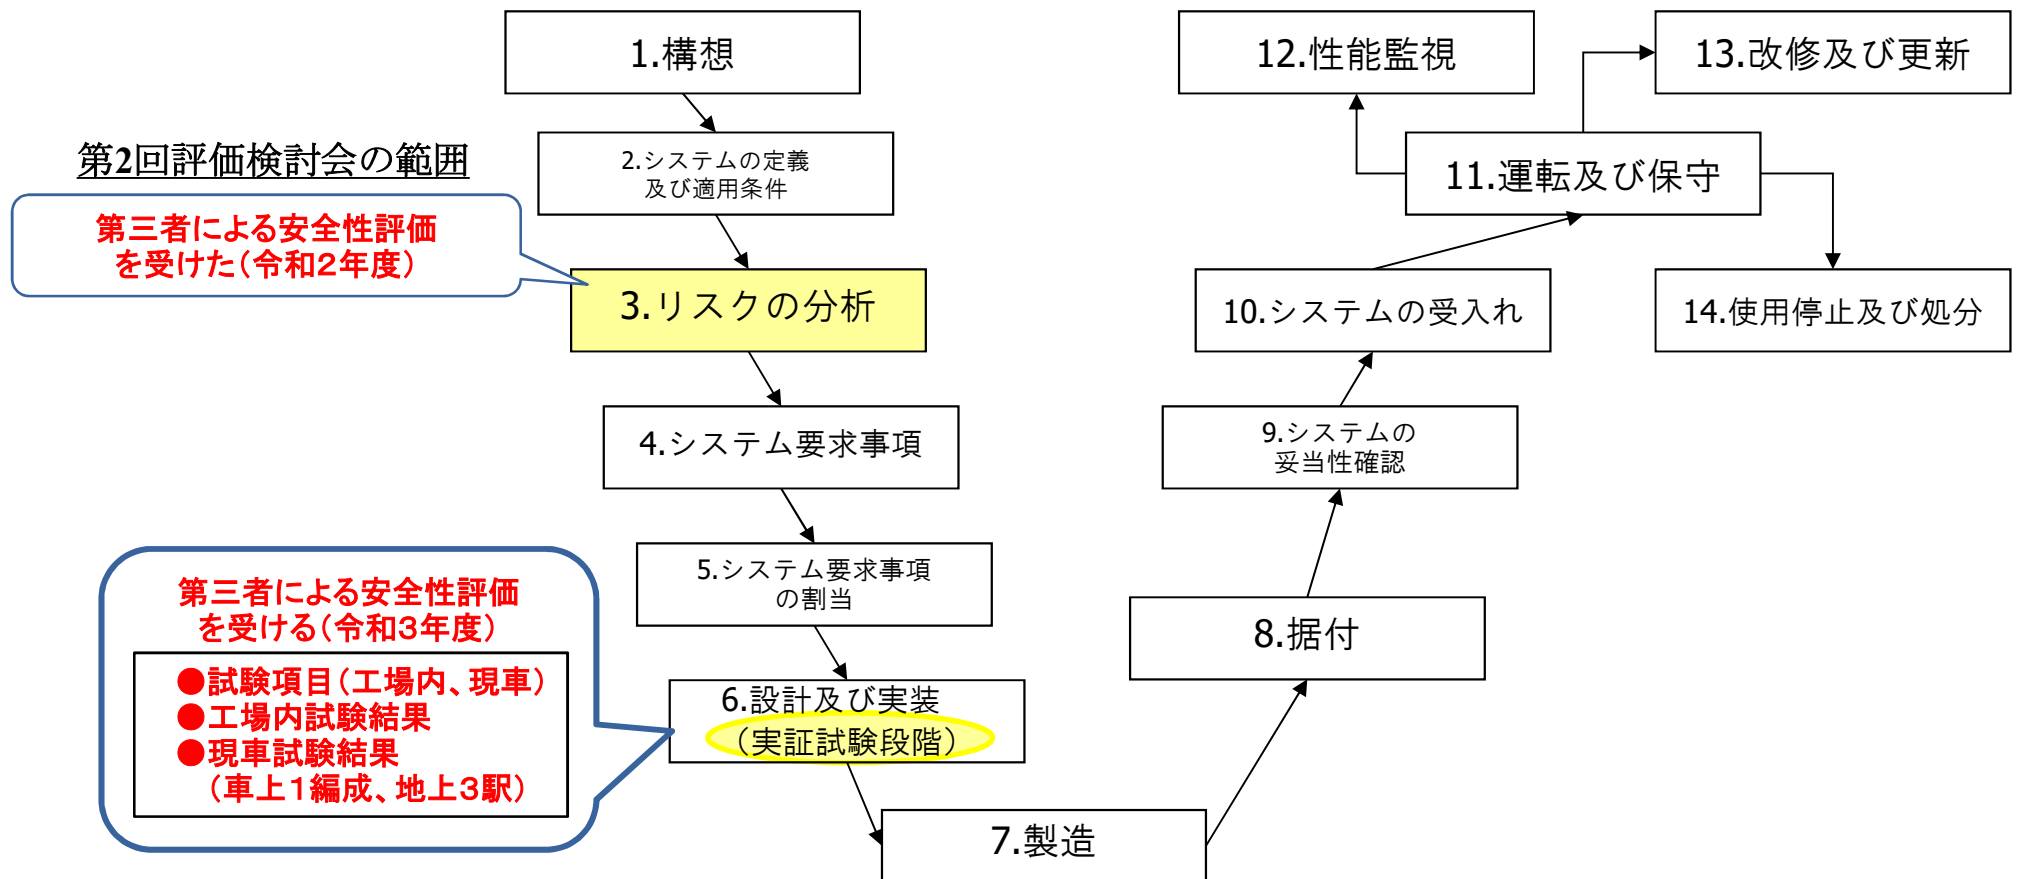 1.構想
2.システムの定義
及び適用条件
第2回評価検討会の範囲
第三者による安全性評価
を受けた(令和2年度)
3.リスクの分析
4.システム要求事項
5.システム要求事項
の割当
第三者による安全性評価
を受ける(令和3年度)
●試験項目(工場内、現車)
●工場内試験結果
●現車試験結果
(車上1編成、地上3駅)
6.設計及び実装
(実証試験段階)
7.製造
8.据付
9.システムの
妥当性確認
10.システムの受入れ
11.運転及び保守
12.性能監視
13.改修及び更新
14.使用停止及び処分